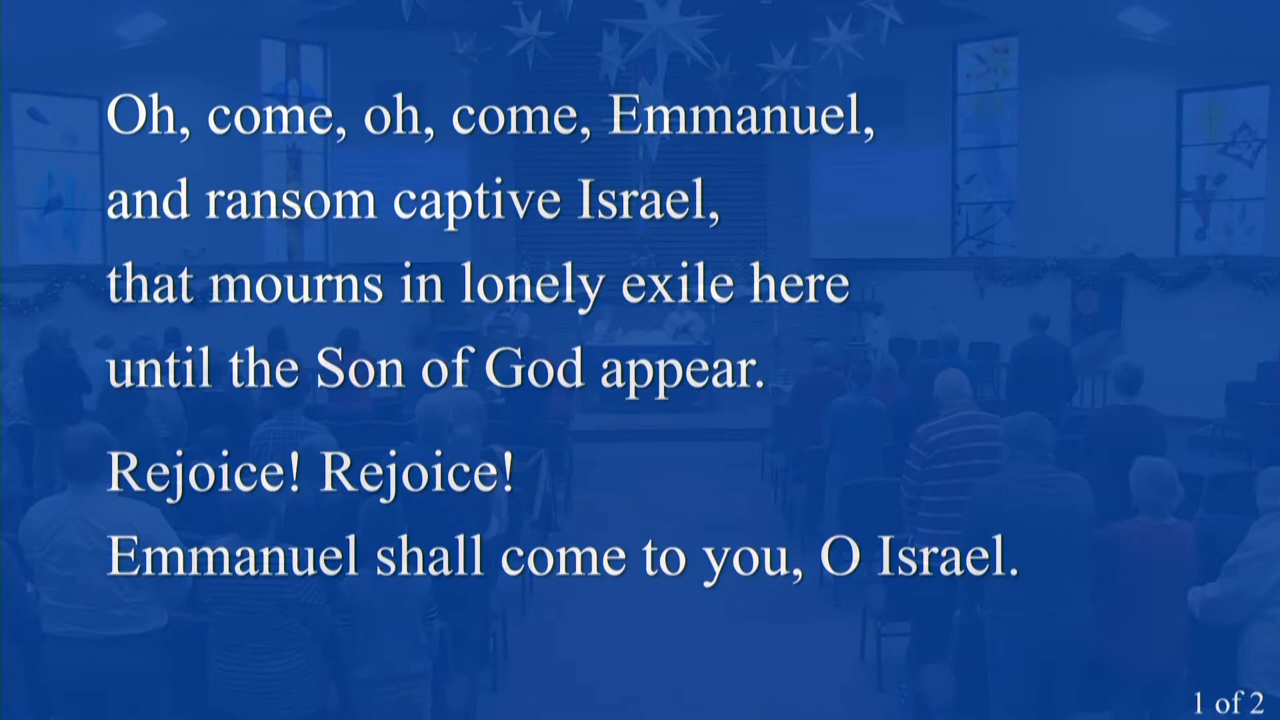 Oh, come, oh, come, Emmanuel,
and ransom captive Israel,
that mourns in lonely exile here
until the Son of God appear.
Rejoice! Rejoice!
Emmanuel shall come to you, O Israel.
1 of 2